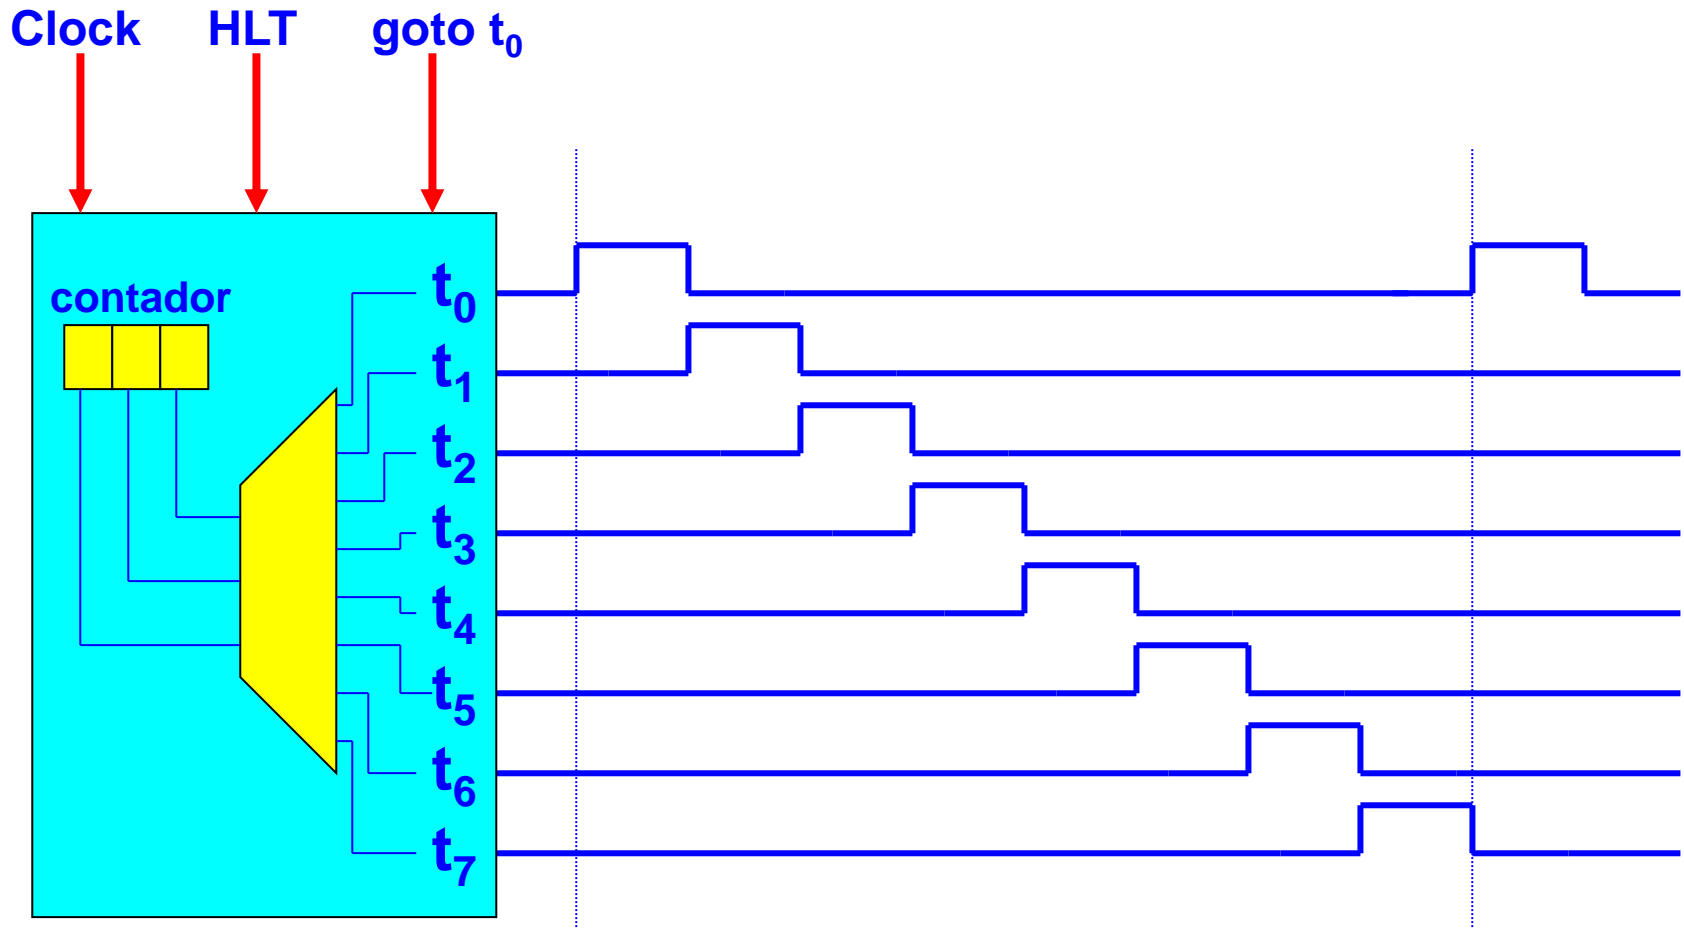 Clock HLT goto t₀
contador
t₀
t₁
t₂
t₃
t₄
t₅
t₆
t₇